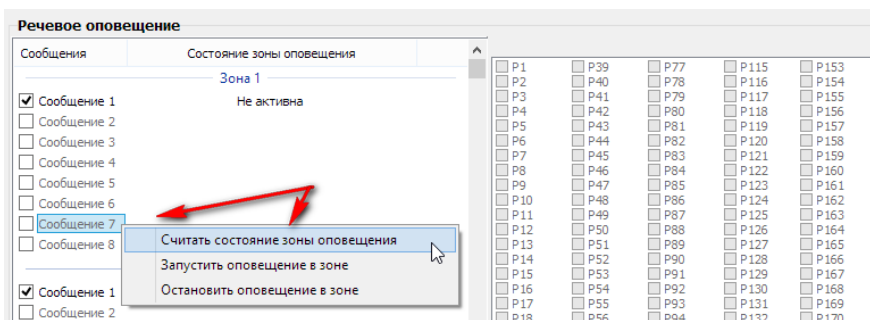 Речевое оповещение
Сообщения Состояние зоны оповещения
Зона 1
Сообщение 1 Не активна
Сообщение 2
Сообщение 3
Сообщение 4
Сообщение 5
Сообщение 6
Сообщение 7
Сообщение 8
Считать состояние зоны оповещения
Запустить оповещение в зоне
Остановить оповещение в зоне
Сообщение 1
Сообщение 2
P1 P39 P77 P115 P153
P2 P40 P78 P116 P154
P3 P41 P79 P117 P155
P4 P42 P80 P118 P156
P5 P43 P81 P119 P157
P6 P44 P82 P120 P158
P7 P45 P83 P121 P159
P8 P46 P84 P122 P160
P9 P47 P85 P123 P161
P10 P48 P86 P124 P162
P11 P49 P87 P125 P163
P12 P50 P88 P126 P164
P13 P51 P89 P127 P165
P14 P52 P90 P128 P166
P15 P53 P91 P129 P167
P16 P54 P92 P130 P168
P17 P55 P93 P131 P169
P18 P56 P94 P132 P170